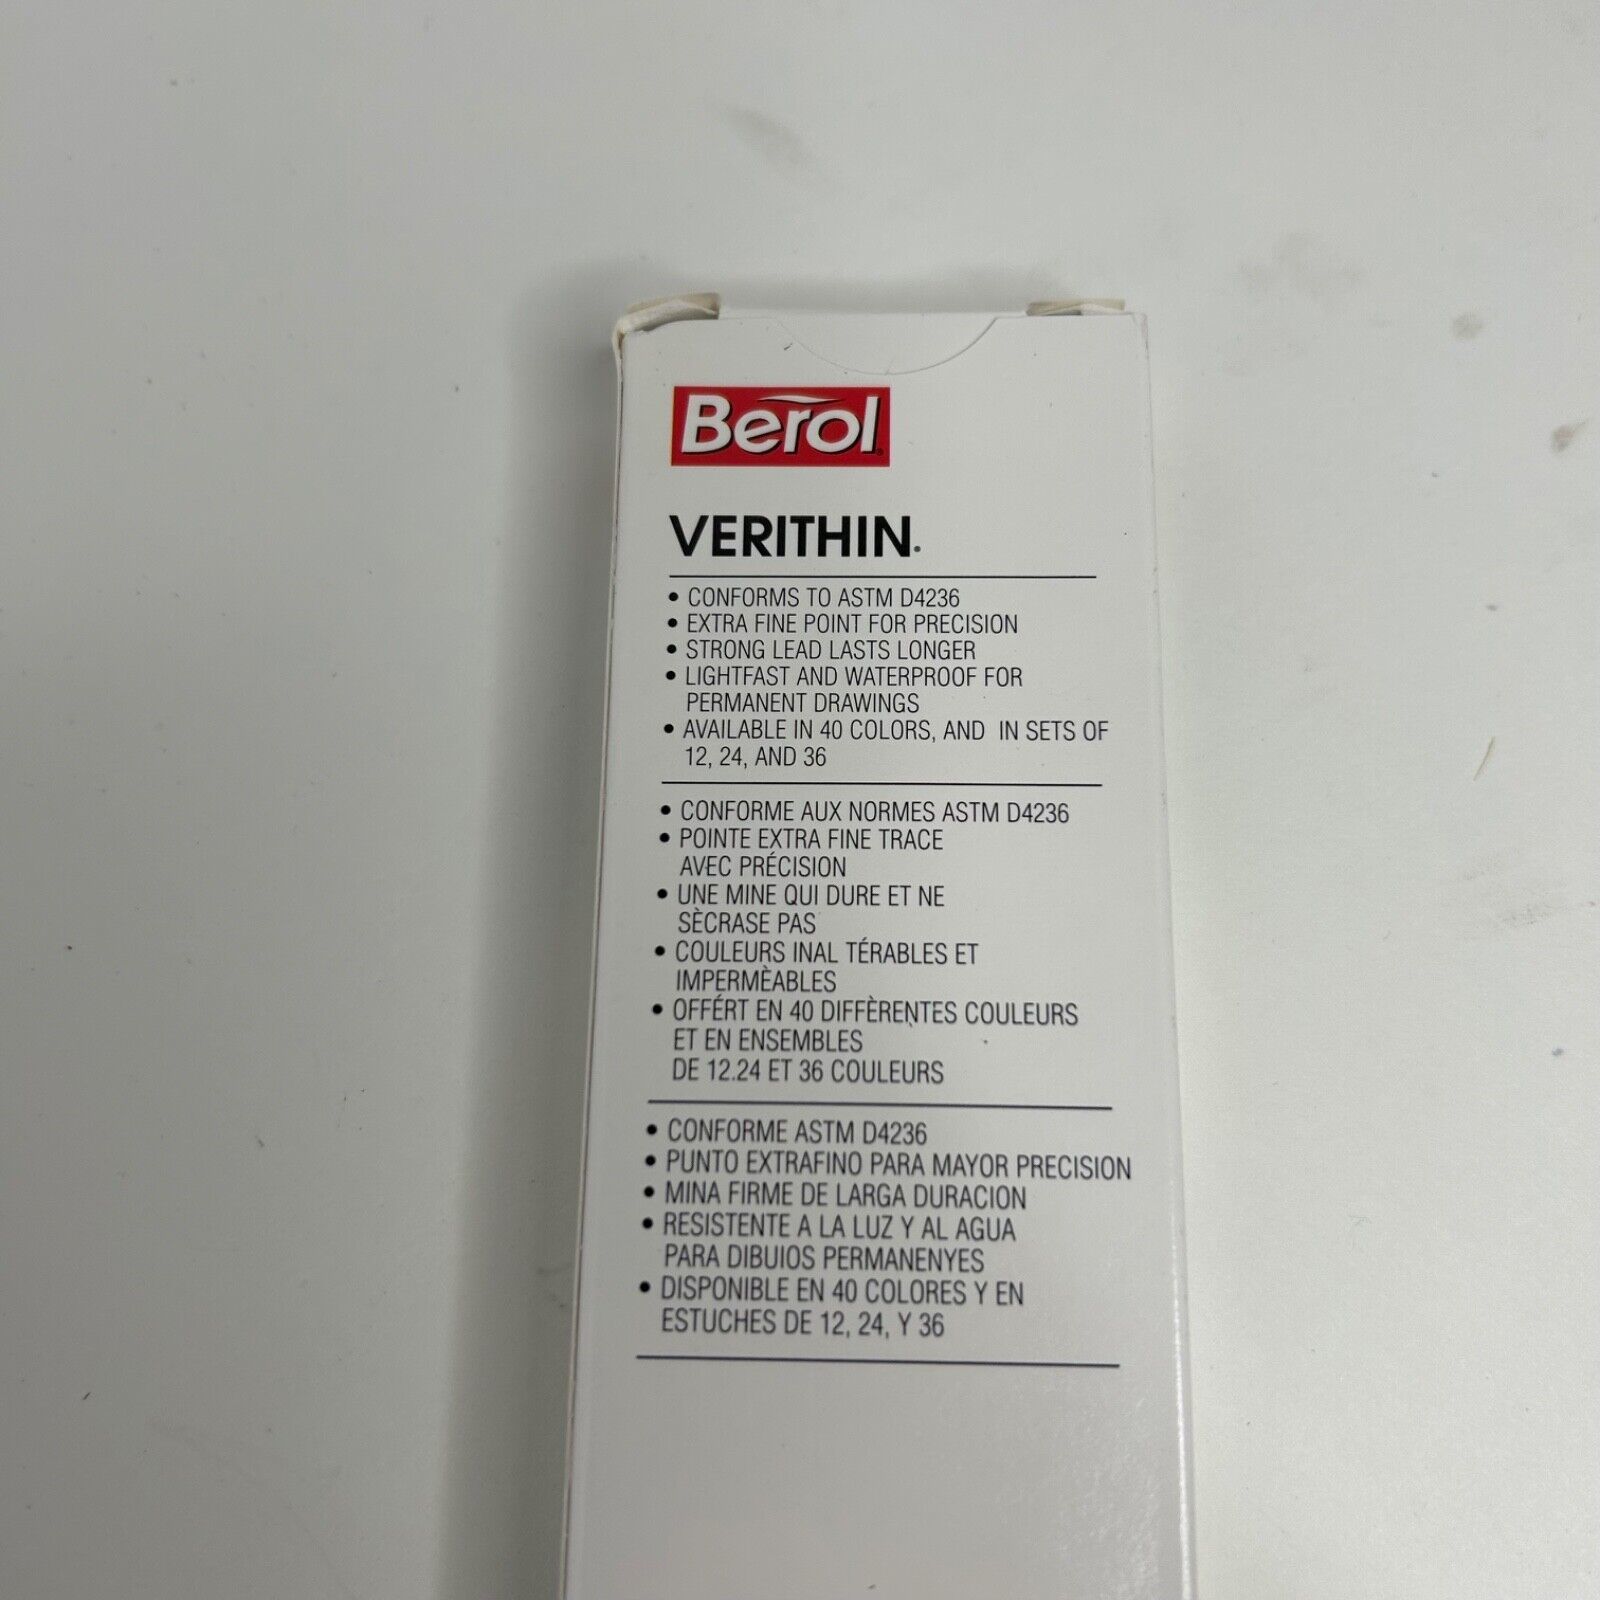 Berol
VERITHIN.
• CONFORMS TO ASTM D4236
• EXTRA FINE POINT FOR PRECISION
• STRONG LEAD LASTS LONGER
• LIGHTFAST AND WATERPROOF FOR
PERMANENT DRAWINGS
• AVAILABLE IN 40 COLORS, AND IN SETS OF
12, 24, AND 36
• CONFORME AUX NORMES ASTM D4236
• POINTE EXTRA FINE TRACE
AVEC PRÉCISION
• UNE MINE QUI DURE ET NE
SÈCRASE PAS
• COULEURS INAL TÉRABLES ET
IMPERMÈABLES
• OFFÉRT EN 40 DIFFÈRENTES COULEURS
ET EN ENSEMBLES
DE 12.24 ET 36 COULEURS
• CONFORME ASTM D4236
• PUNTO EXTRAFINO PARA MAYOR PRECISION
• MINA FIRME DE LARGA DURACION
• RESISTENTE A LA LUZ Y AL AGUA
PARA DIBUIOS PERMANENYES
• DISPONIBLE EN 40 COLORES Y EN
ESTUCHES DE 12, 24, Y 36